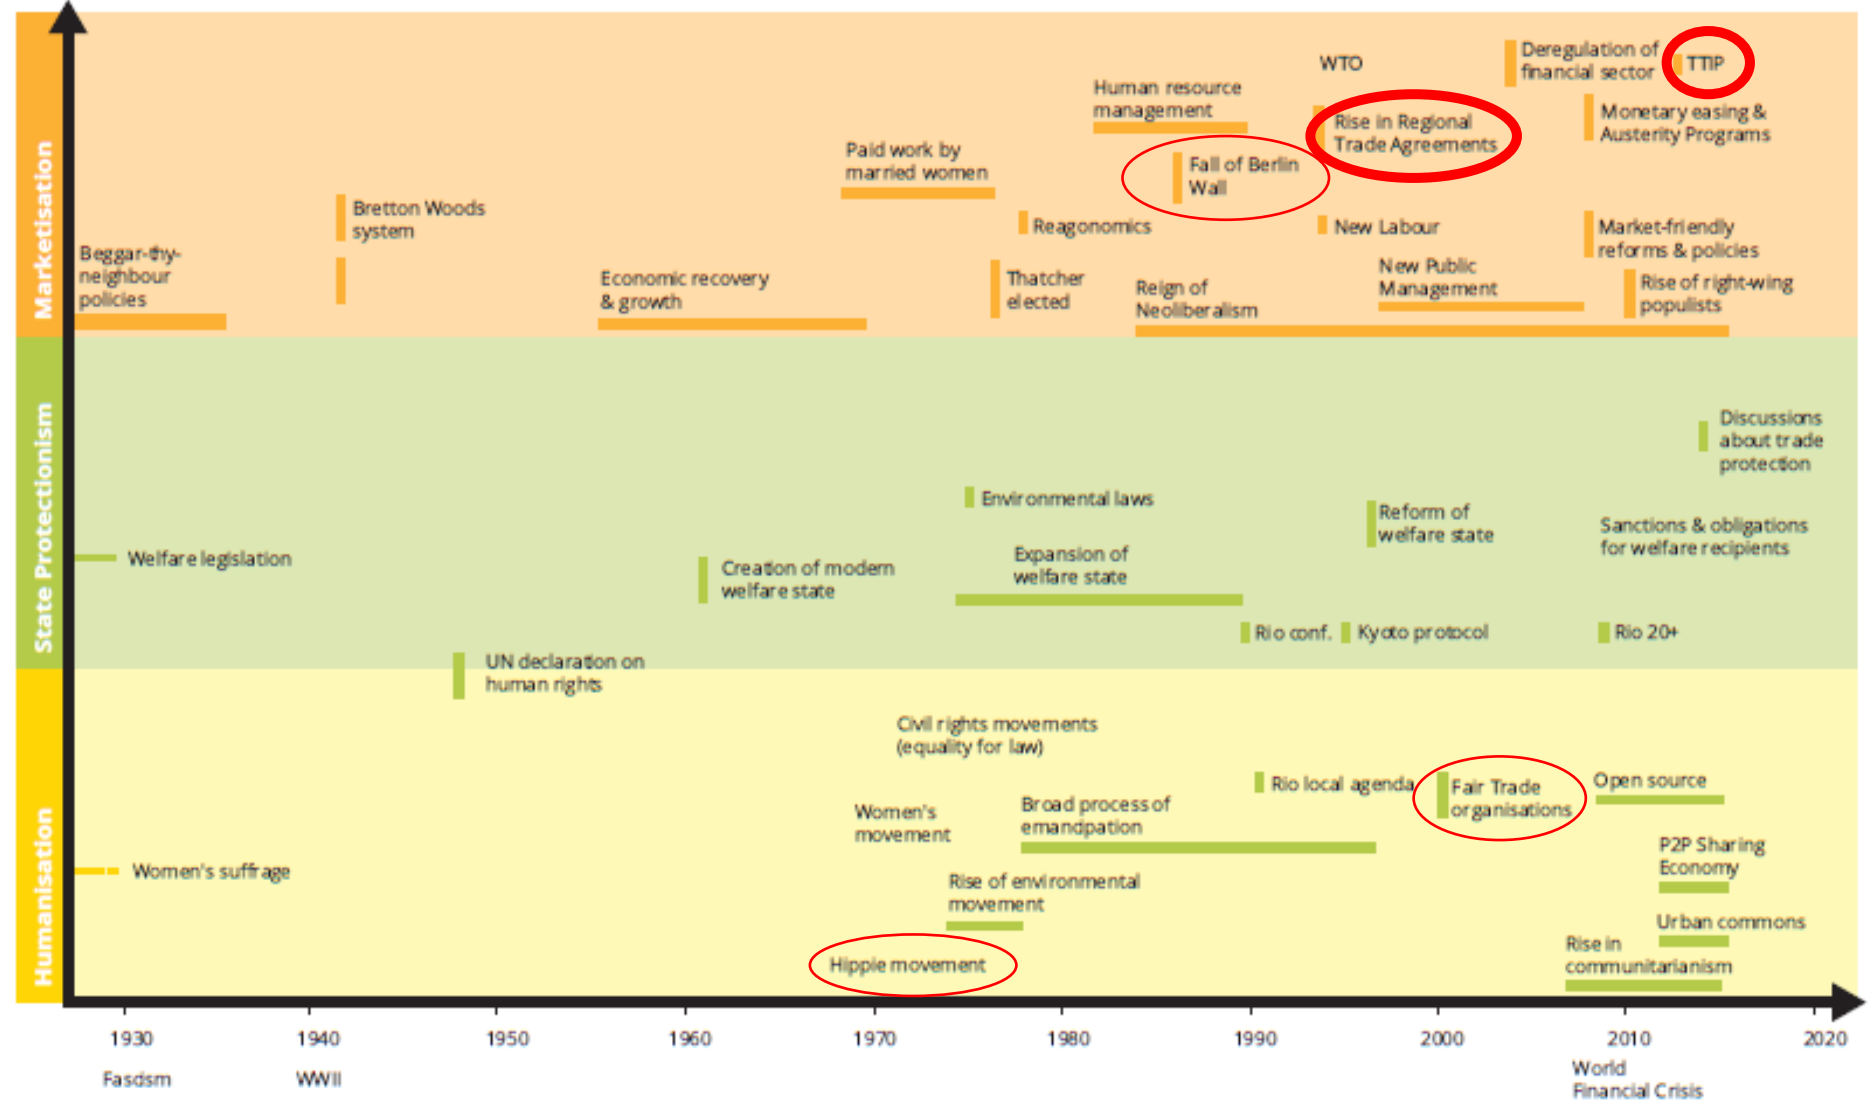 Marketisation
WTO
Deregulation of
financial sector
TTIP
Human resource
management
Rise in Regional
Trade Agreements
Monetary easing &
Austerity Programs
Paid work by
married women
Fall of Berlin
Wall
Bretton Woods
system
Reagonomics
New Labour
Market-friendly
reforms & policies
Beggar-thy-
neighbour
policies
Economic recovery
& growth
Thatcher
elected
Reign of
Neoliberalism
New Public
Management
Rise of right-wing
populists
State Protectionism
Discussions
about trade
protection
Environmental laws
Reform of
welfare state
Sanctions & obligations
for welfare recipients
Welfare legislation
Creation of modern
welfare state
Expansion of
welfare state
Rio conf.
Kyoto protocol
Rio 20+
UN declaration on
human rights
Humanisation
Civil rights movements
(equality for law)
Rio local agenda
Fair Trade
organisations
Open source
Women's
movement
Broad process of
emandpation
P2P Sharing
Economy
Women's suffrage
Rise of environmental
movement
Urban commons
Rise in
communitarianism
Hippie movement
1930
1940
1950
1960
1970
1980
1990
2000
2010
2020
Fasdsm
WWII
World
Financial Crisis